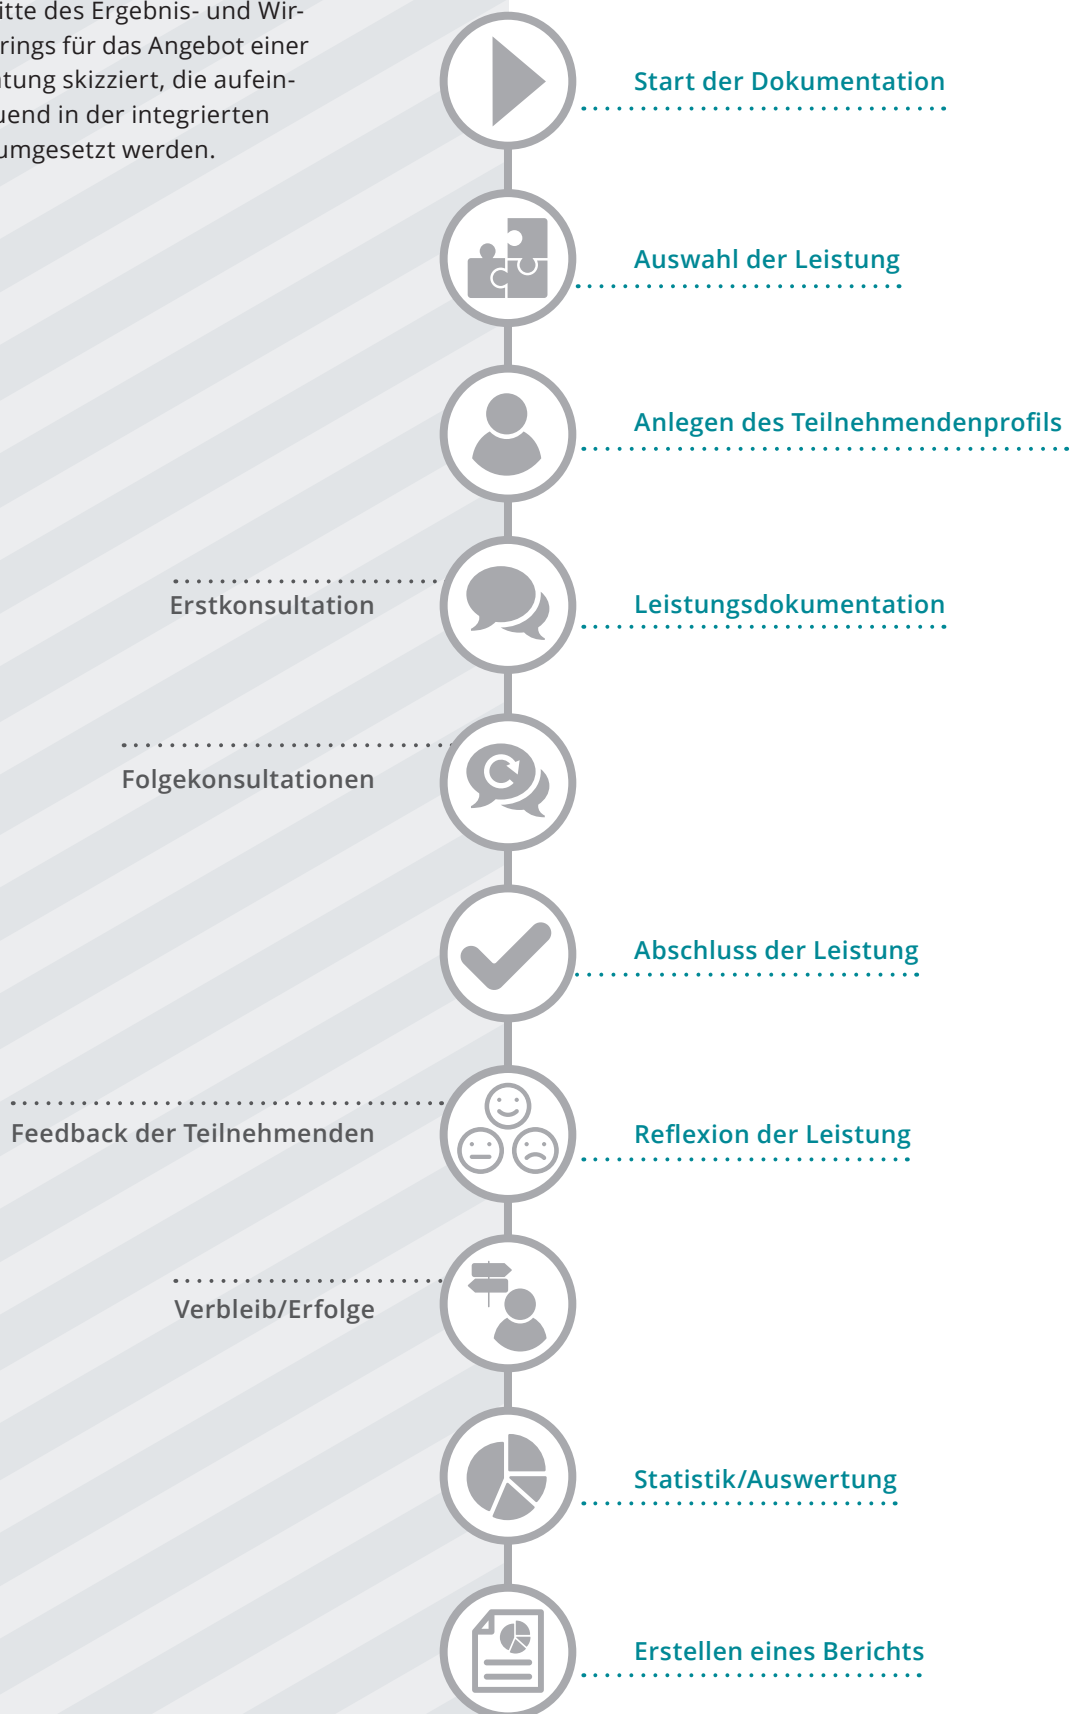 itte des Ergebnis- und Wir-
rings für das Angebot einer
tung skizziert, die aufein-
uend in der integrierten
umgesetzt werden.
Start der Dokumentation
Auswahl der Leistung
Anlegen des Teilnehmendenprofils
Erstkonsultation
Leistungsdokumentation
Folgekonsultationen
Abschluss der Leistung
Feedback der Teilnehmenden
Reflexion der Leistung
Verbleib/Erfolge
Statistik/Auswertung
Erstellen eines Berichts